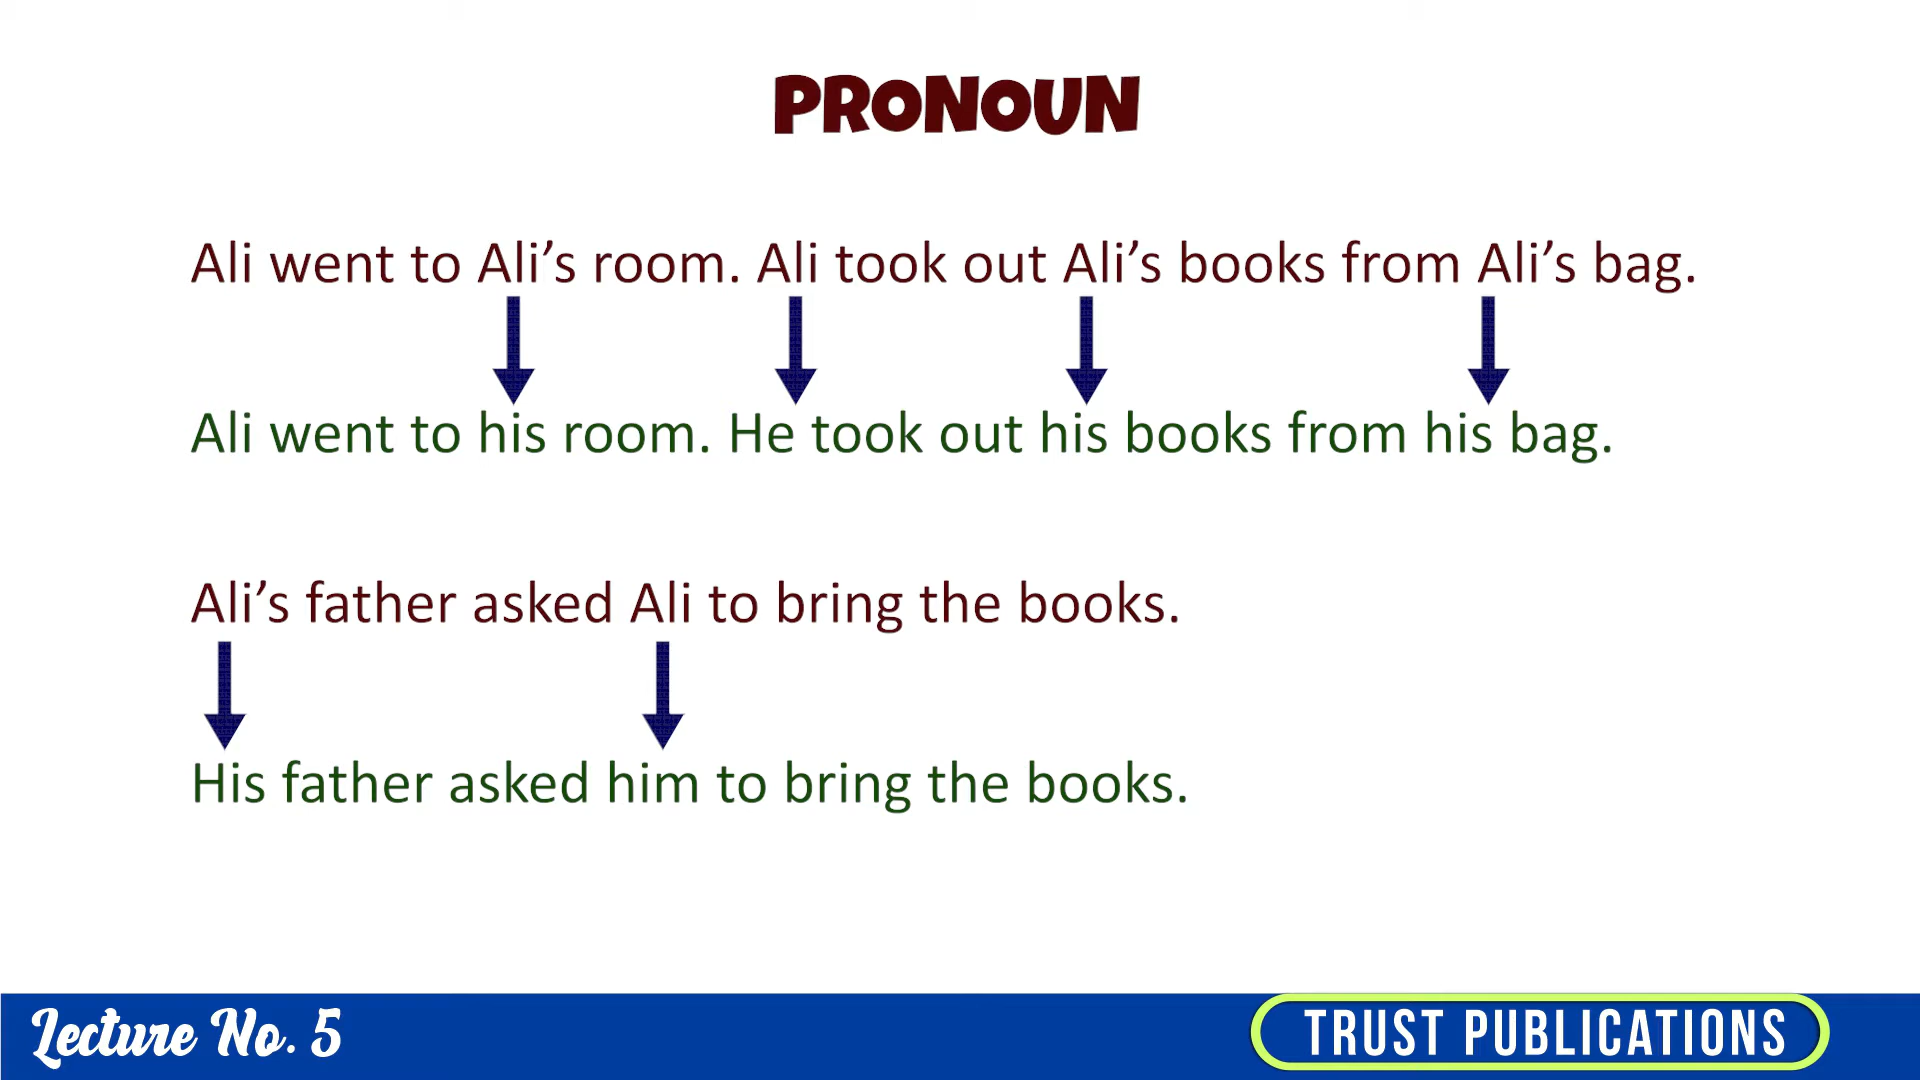 PRONOUN
Ali went to Ali’s room. Ali took out Ali’s books from Ali’s bag.
Ali went to his room. He took out his books from his bag.
Ali’s father asked Ali to bring the books.
His father asked him to bring the books.
Lecture No. 5
TRUST PUBLICATIONS